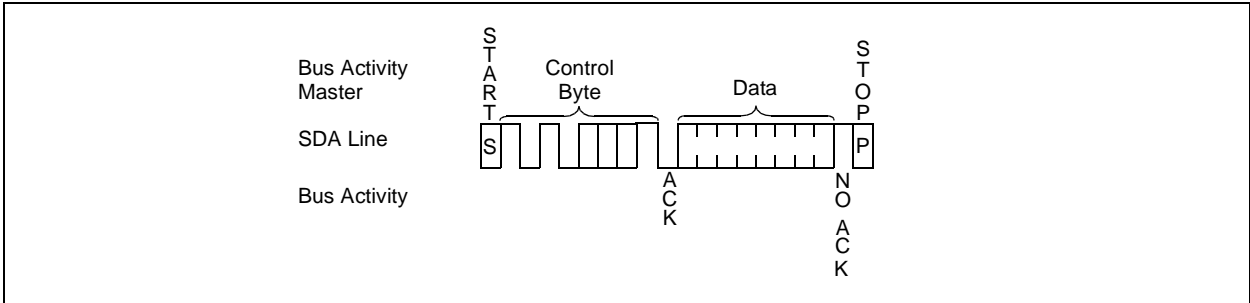 START
STOP
Bus Activity
Master
Control
Byte
Data
SDA Line
S
P
Bus Activity
ACK
NO ACK